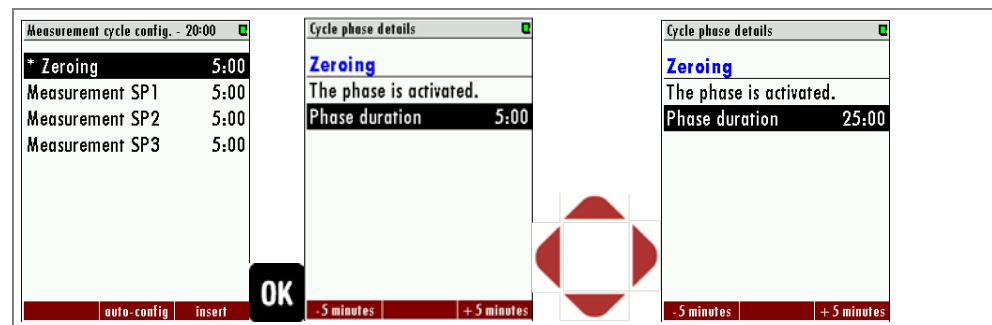 Measurement cycle config. - 20:00
* Zeroing 5:00
Measurement SP1 5:00
Measurement SP2 5:00
Measurement SP3 5:00
auto-config insert
OK
Cycle phase details
Zeroing
The phase is activated.
Phase duration 5:00
-5 minutes +5 minutes
Cycle phase details
Zeroing
The phase is activated.
Phase duration 25:00
-5 minutes +5 minutes